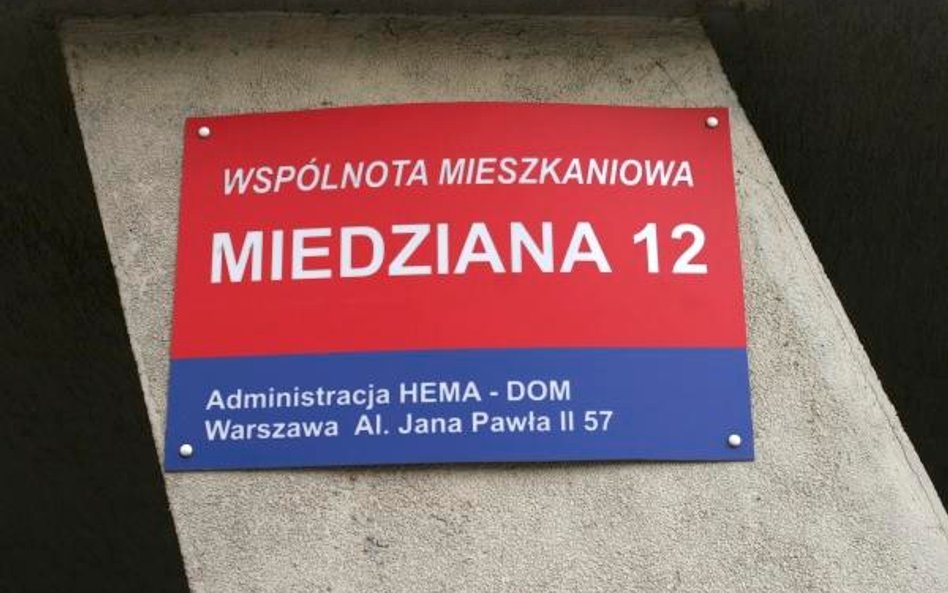 WSPÓLNOTA MIESZKANIOWA
MIEDZIANA 12
Administracja HEMA - DOM
Warszawa Al. Jana Pawła II 57